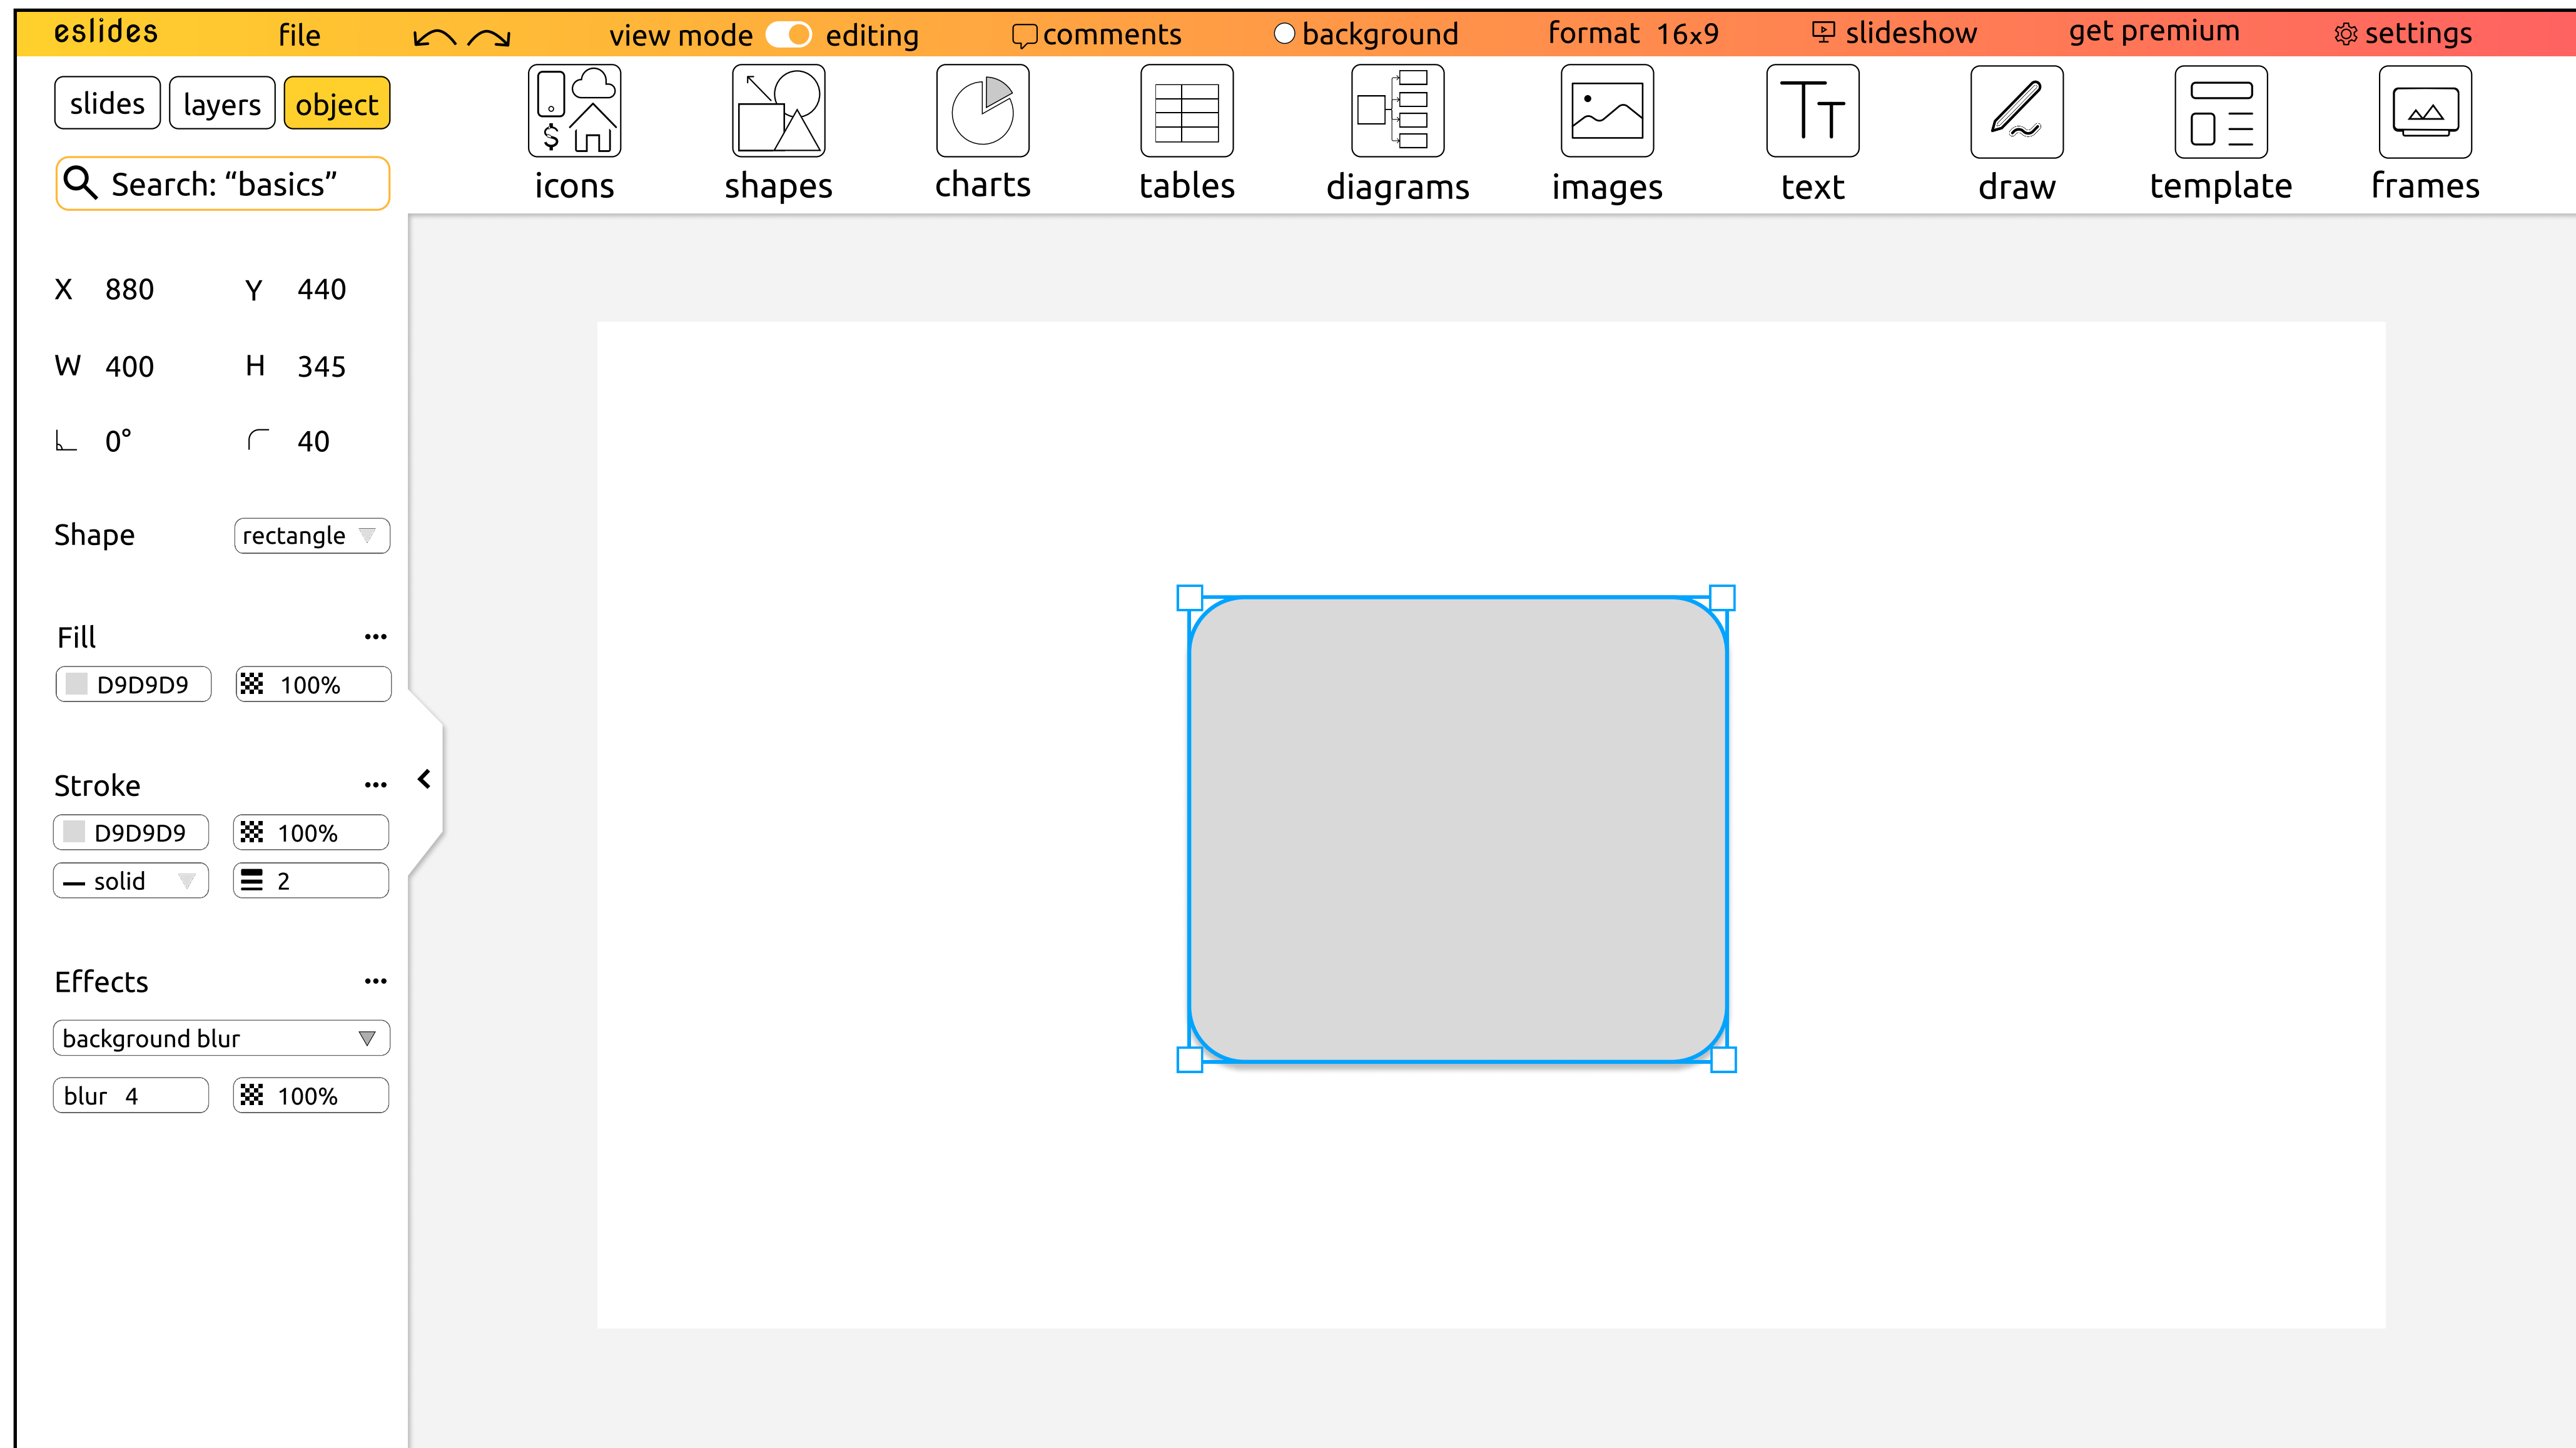 eslides file view mode editing comments background format 16x9 slideshow get premium settings
slides layers object
Search: “basics”
icons shapes charts tables diagrams images text draw template frames
X 880 Y 440
W 400 H 345
0° 40
Shape rectangle
Fill
D9D9D9 100%
Stroke
D9D9D9 100%
solid 2
Effects
background blur
blur 4 100%